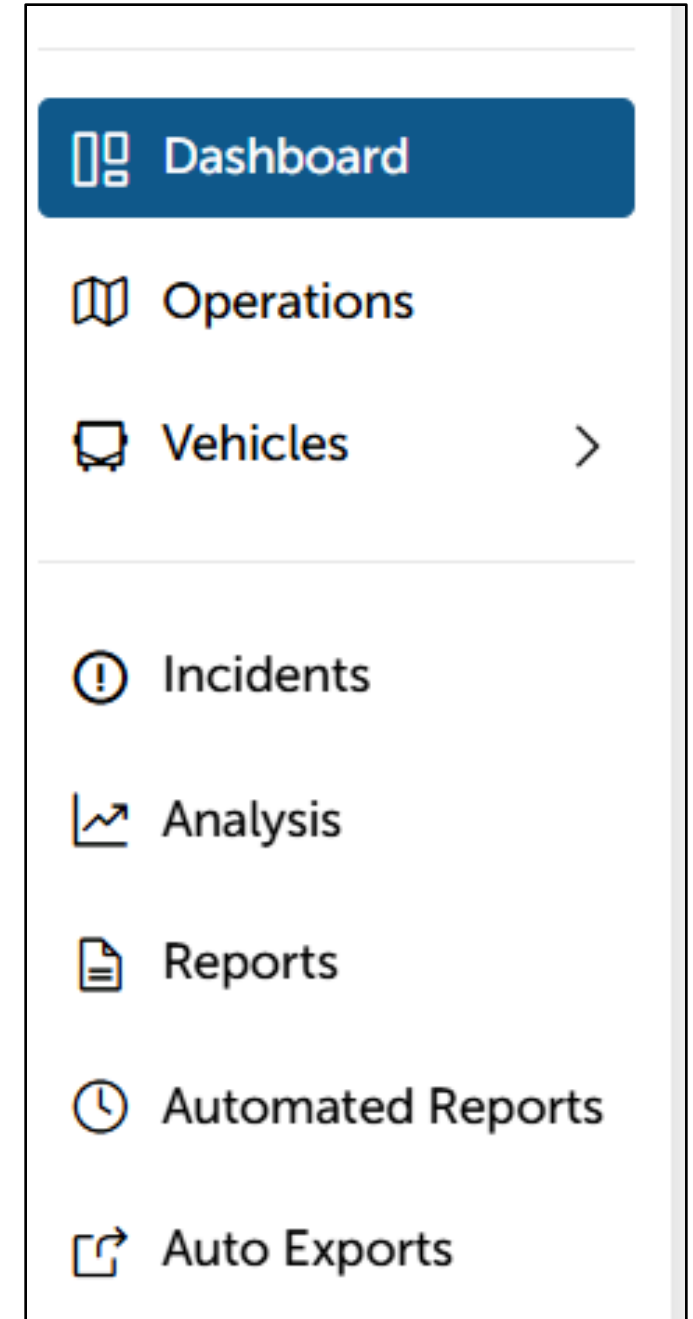 Dashboard
Operations
Vehicles
Incidents
Analysis
Reports
Automated Reports
Auto Exports